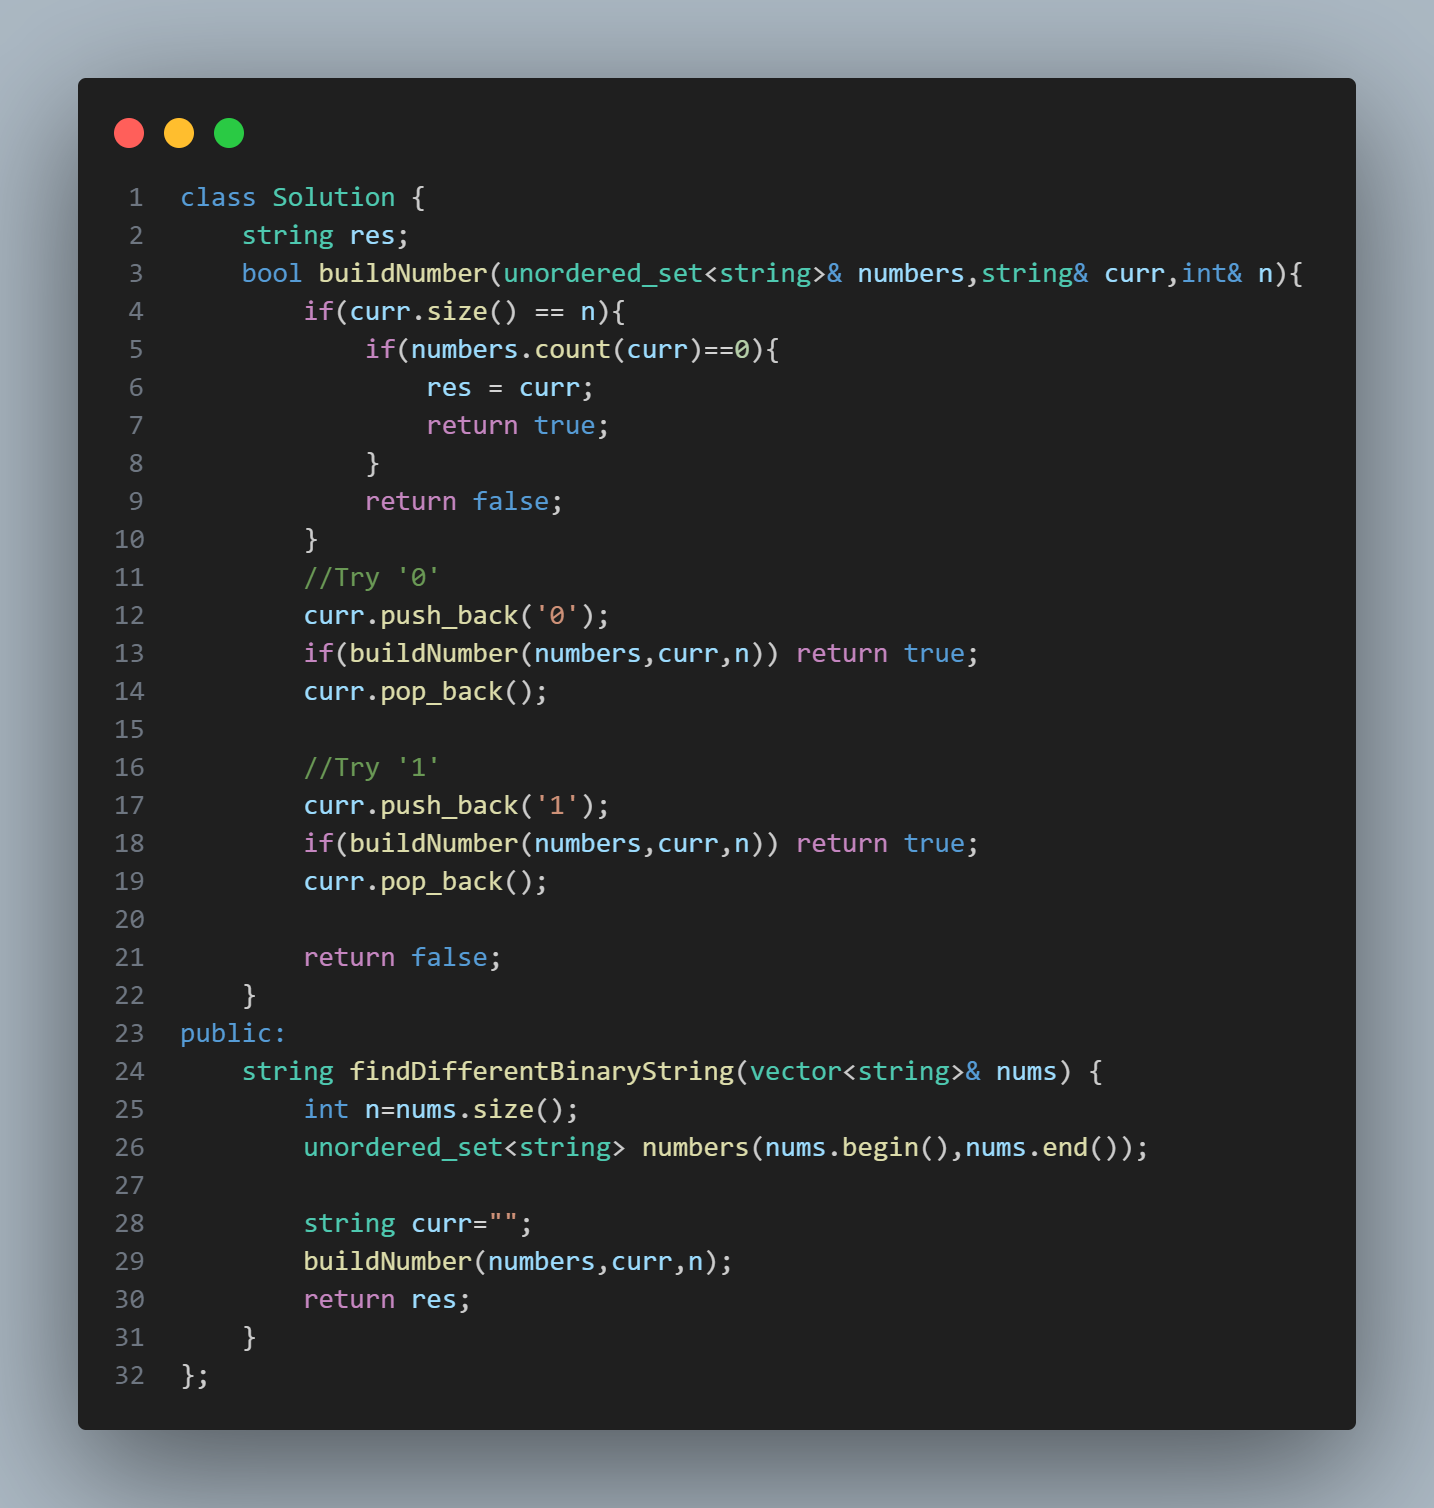 1 class Solution {
2     string res;
3     bool buildNumber(unordered_set<string>& numbers,string& curr,int& n){
4         if(curr.size() == n){
5             if(numbers.count(curr)==0){
6                 res = curr;
7                 return true;
8             }
9             return false;
10         }
11         //Try '0'
12         curr.push_back('0');
13         if(buildNumber(numbers,curr,n)) return true;
14         curr.pop_back();
15
16         //Try '1'
17         curr.push_back('1');
18         if(buildNumber(numbers,curr,n)) return true;
19         curr.pop_back();
20
21         return false;
22     }
23 public:
24     string findDifferentBinaryString(vector<string>& nums) {
25         int n=nums.size();
26         unordered_set<string> numbers(nums.begin(),nums.end());
27
28         string curr="";
29         buildNumber(numbers,curr,n);
30         return res;
31     }
32 };